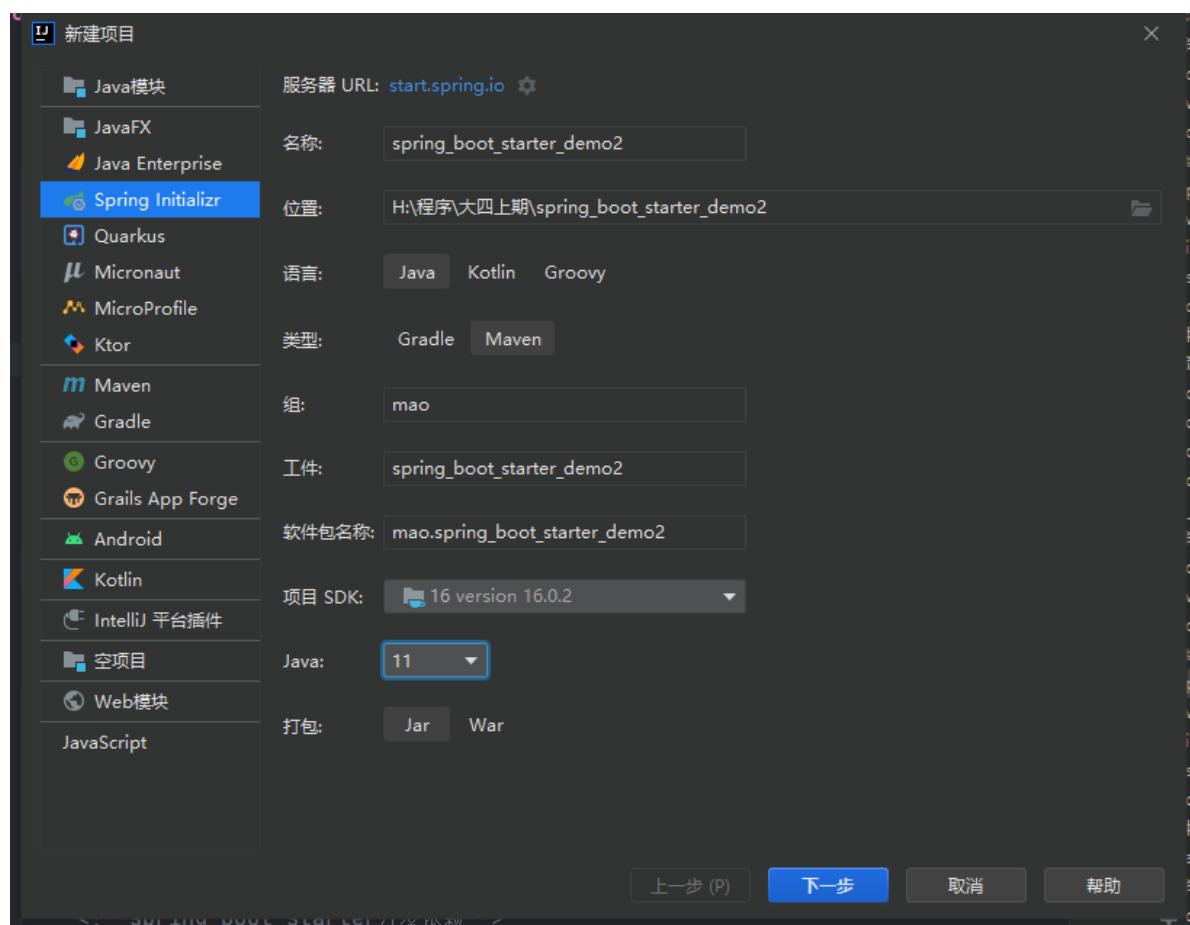 新建项目
Java模块
JavaFX
Java Enterprise
Spring Initializr
Quarkus
Micronaut
MicroProfile
Ktor
Maven
Gradle
Groovy
Grails App Forge
Android
Kotlin
IntelliJ 平台插件
空项目
Web模块
JavaScript
服务器 URL: start.spring.io
名称: spring_boot_starter_demo2
位置: H:\程序\大四上期\spring_boot_starter_demo2
语言: Java Kotlin Groovy
类型: Gradle Maven
组: mao
工件: spring_boot_starter_demo2
软件包名称: mao.spring_boot_starter_demo2
项目 SDK: 16 version 16.0.2
Java: 11
打包: Jar War
上一步 (P) 下一步 取消 帮助